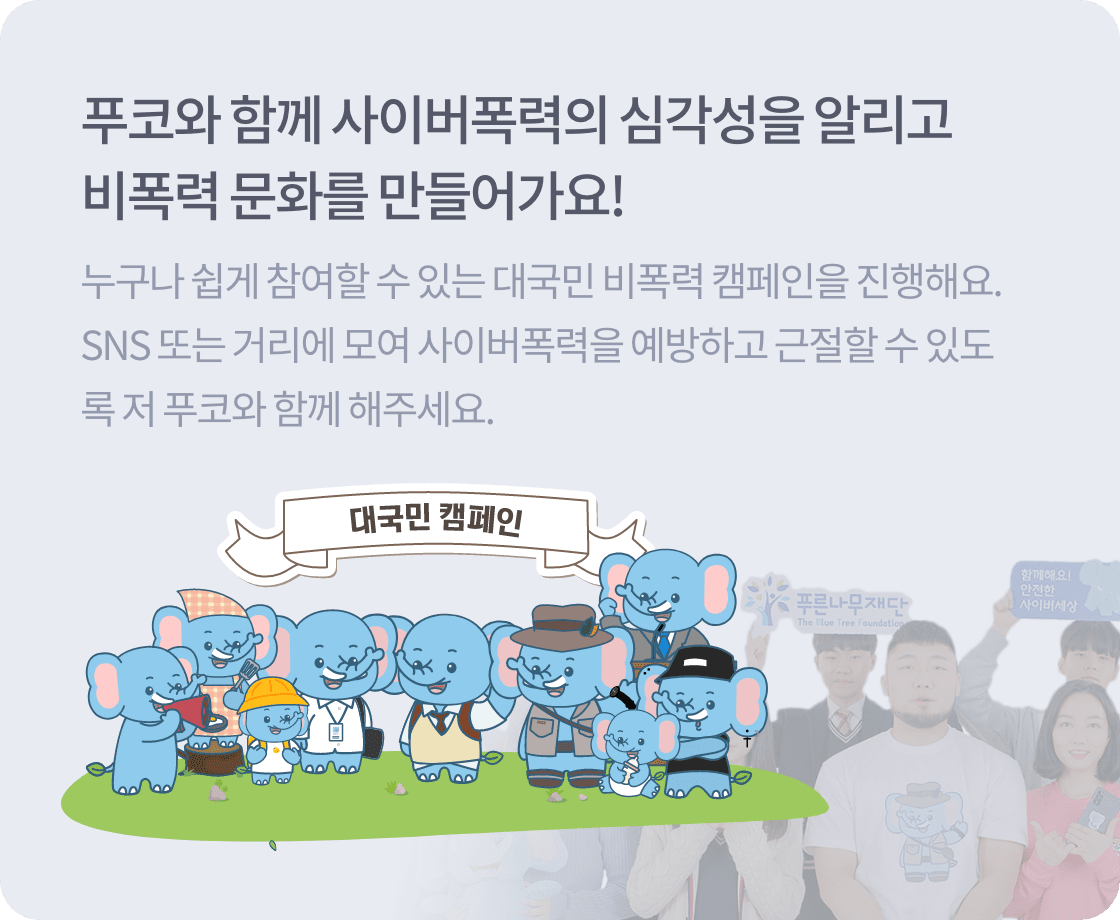 푸코와 함께 사이버폭력의 심각성을 알리고
비폭력 문화를 만들어가요!
누구나 쉽게 참여할 수 있는 대국민 비폭력 캠페인을 진행해요.
SNS 또는 거리에 모여 사이버폭력을 예방하고 근절할 수 있도
록 저 푸코와 함께 해주세요.
대국민 캠페인
푸른나무재단
The Blue Tree Foundation
함께해요!
안전한
사이버세상